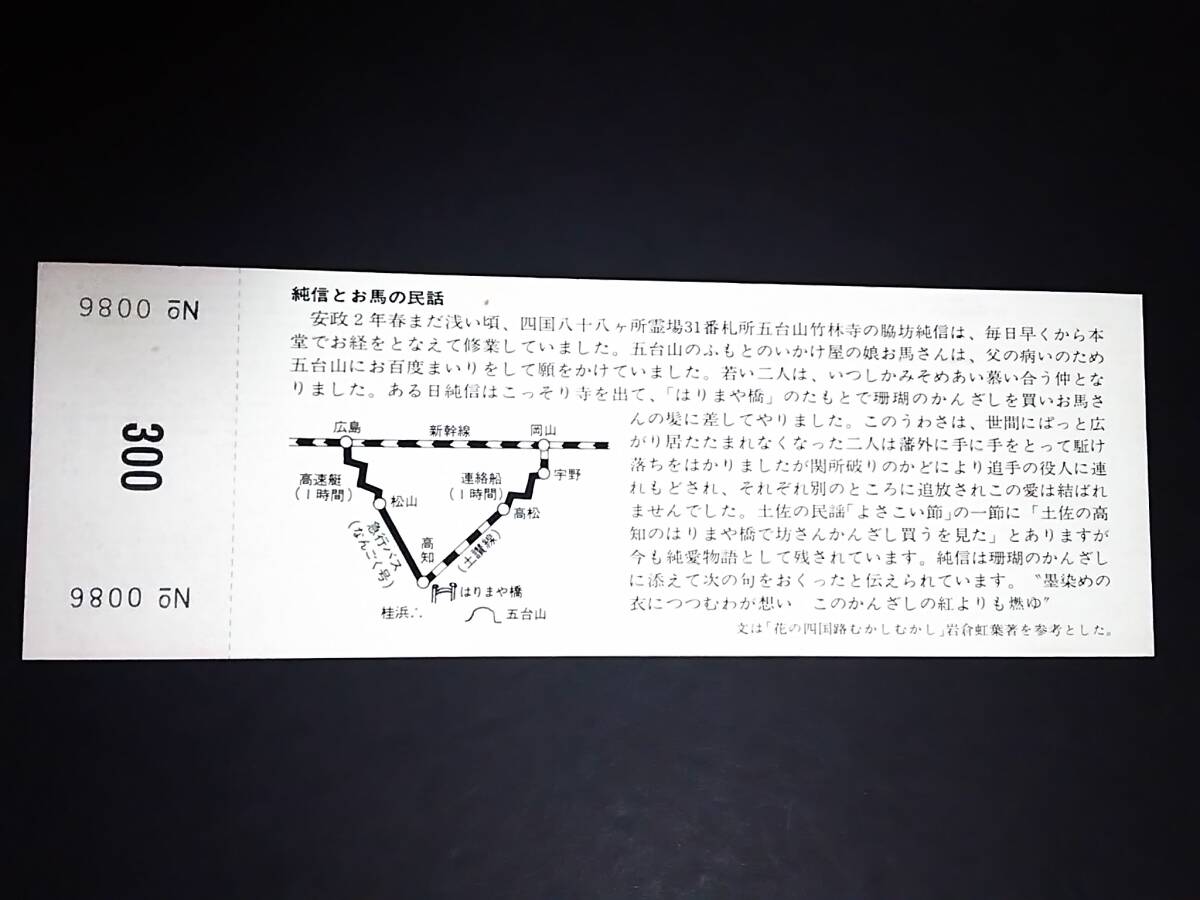 No 0086
300
No 0086
純信とお馬の民話
安政2年春まだ浅い頃、四国八十八ヶ所霊場31番札所五台山竹林寺の脇坊純信は、毎日早くから本
堂でお経をとなえて修業していました。五台山のふもとのいかけ屋の娘お馬さんは、父の病いのため
五台山にお百度まいりをして願をかけていました。若い二人は、いつしかみそめあい慕い合う仲とな
りました。ある日純信はこっそり寺を出て、「はりまや橋」のたもとで珊瑚のかんざしを買いお馬さ
んの髪に差してやりました。このうわさは、世間にぱっと広
がり居たたまれなくなった二人は藩外に手に手をとって駈け
落ちをはかりましたが関所破りのかどにより追手の役人に連
れもどされ、それぞれ別のところに追放されこの愛は結ばれ
ませんでした。土佐の民謡「よさこい節」の一節に「土佐の高
知のはりまや橋で坊さんかんざし買うを見た」とありますが
今も純愛物語として残されています。純信は珊瑚のかんざし
に添えて次の句をおくったと伝えられています。〝墨染めの
衣につつむわが想い　このかんざしの紅よりも燃ゆ〞
文は「花の四国路むかしむかし」岩倉虹葉著を参考とした。
広島
新幹線
岡山
高速艇
(1時間)
連絡船
(1時間)
宇野
松山
高松
急行バス
(なんごく号)
高知
(土讃線)
はりまや橋
桂浜∴
五台山